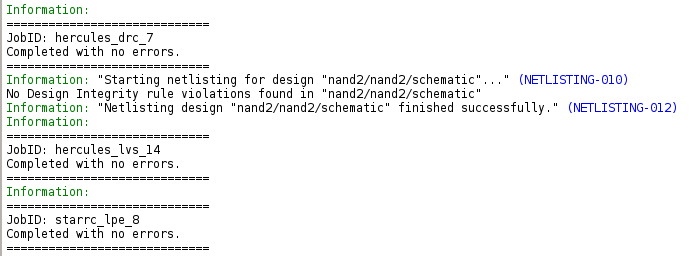 Information:
=============================
JobID: hercules_drc_7
Completed with no errors.
=============================
Information: "Starting netlisting for design "nand2/nand2/schematic"..." (NETLISTING-010)
No Design Integrity rule violations found in "nand2/nand2/schematic"
Information: "Netlisting design "nand2/nand2/schematic" finished successfully." (NETLISTING-012)
Information:
=============================
JobID: hercules_lvs_14
Completed with no errors.
=============================
Information:
=============================
JobID: starrc_lpe_8
Completed with no errors.
=============================